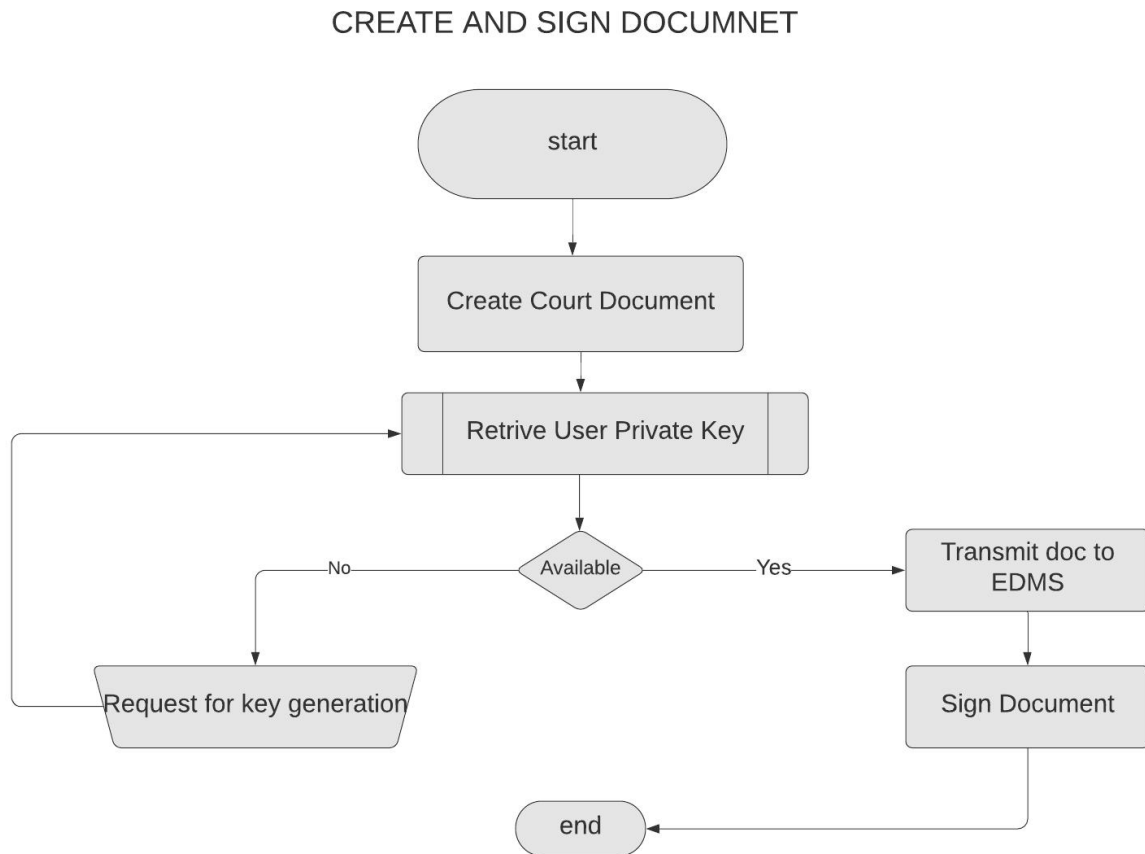 CREATE AND SIGN DOCUMNET
start
Create Court Document
Retrive User Private Key
Available
No
Yes
Transmit doc to
EDMS
Request for key generation
Sign Document
end